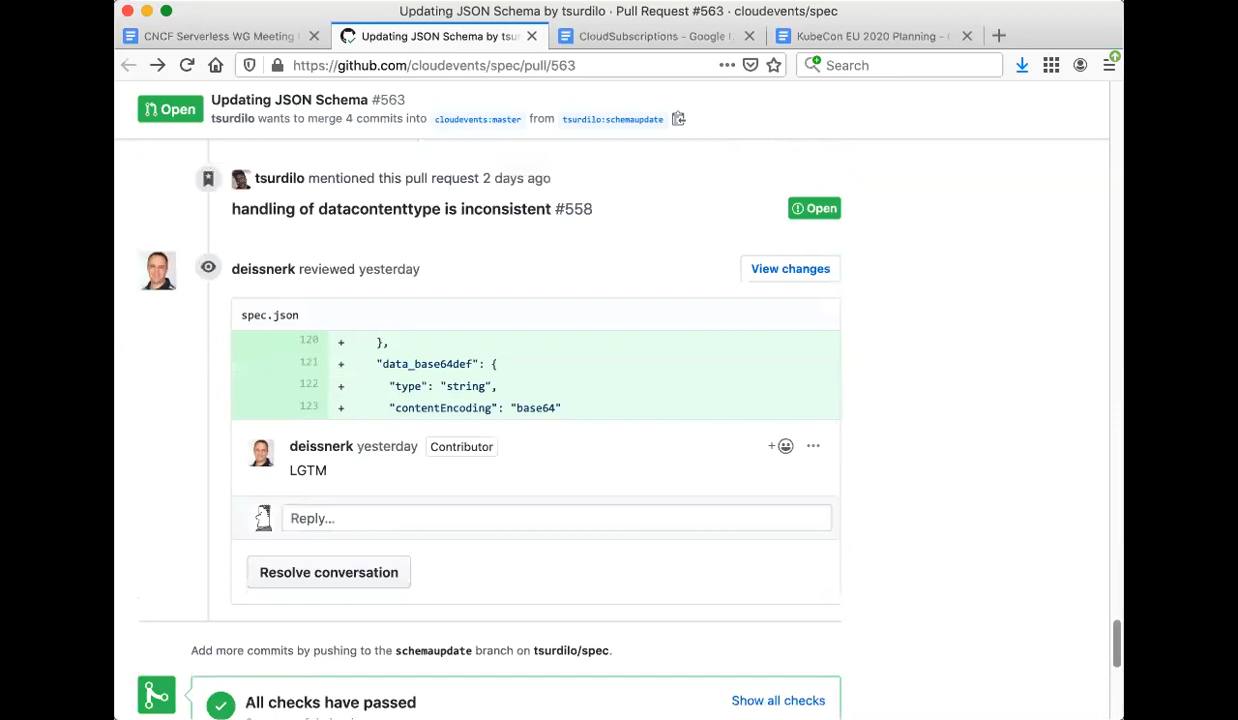 Updating JSON Schema by tsurdilo · Pull Request #563 · cloudevents/spec
CNCF Serverless WG Meeting
Updating JSON Schema by tsu
CloudSubscriptions - Google
KubeCon EU 2020 Planning -
https://github.com/cloudevents/spec/pull/563
Search
Open
Updating JSON Schema #563
tsurdilo wants to merge 4 commits into cloudevents:master from tsurdilo:schemaupdate
tsurdilo mentioned this pull request 2 days ago
handling of datacontenttype is inconsistent #558
Open
deissnerk reviewed yesterday
View changes
spec.json
120 + },
121 + "data_base64def": {
122 + "type": "string",
123 + "contentEncoding": "base64"
deissnerk yesterday Contributor
LGTM
Reply...
Resolve conversation
Add more commits by pushing to the schemaupdate branch on tsurdilo/spec.
All checks have passed
Show all checks